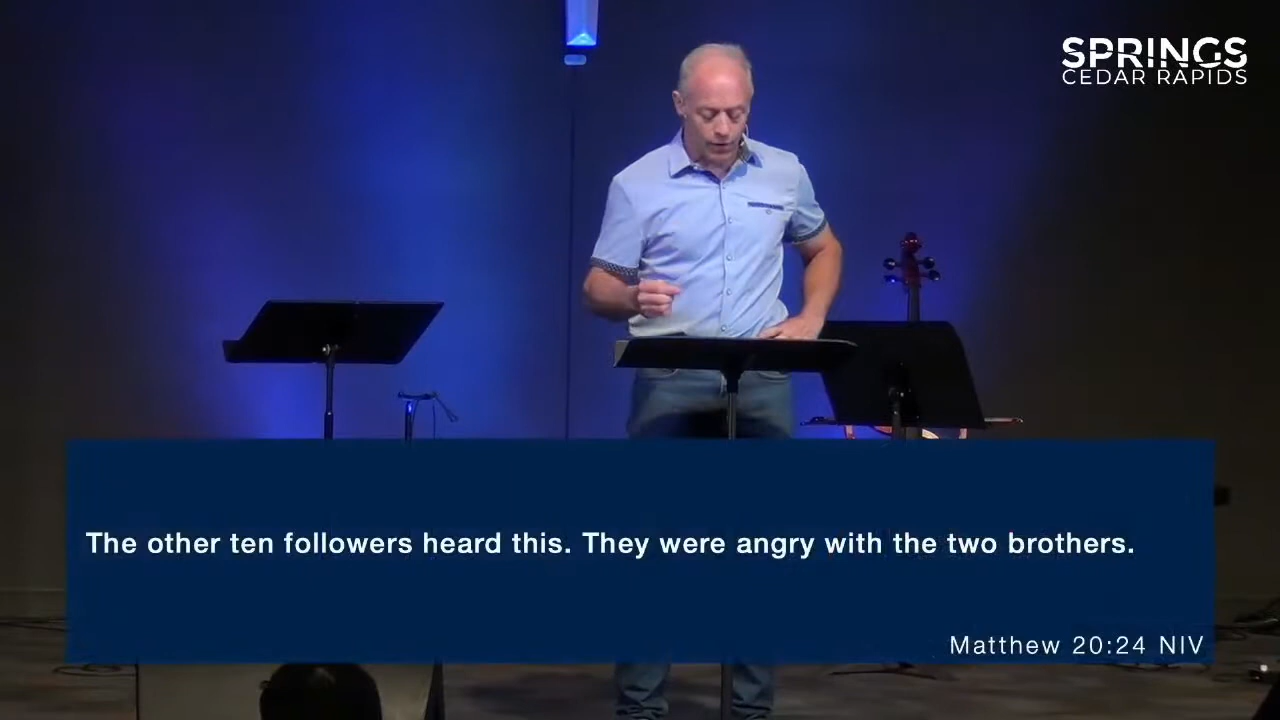 SPRINGS
CEDAR RAPIDS
The other ten followers heard this. They were angry with the two brothers.
Matthew 20:24 NIV